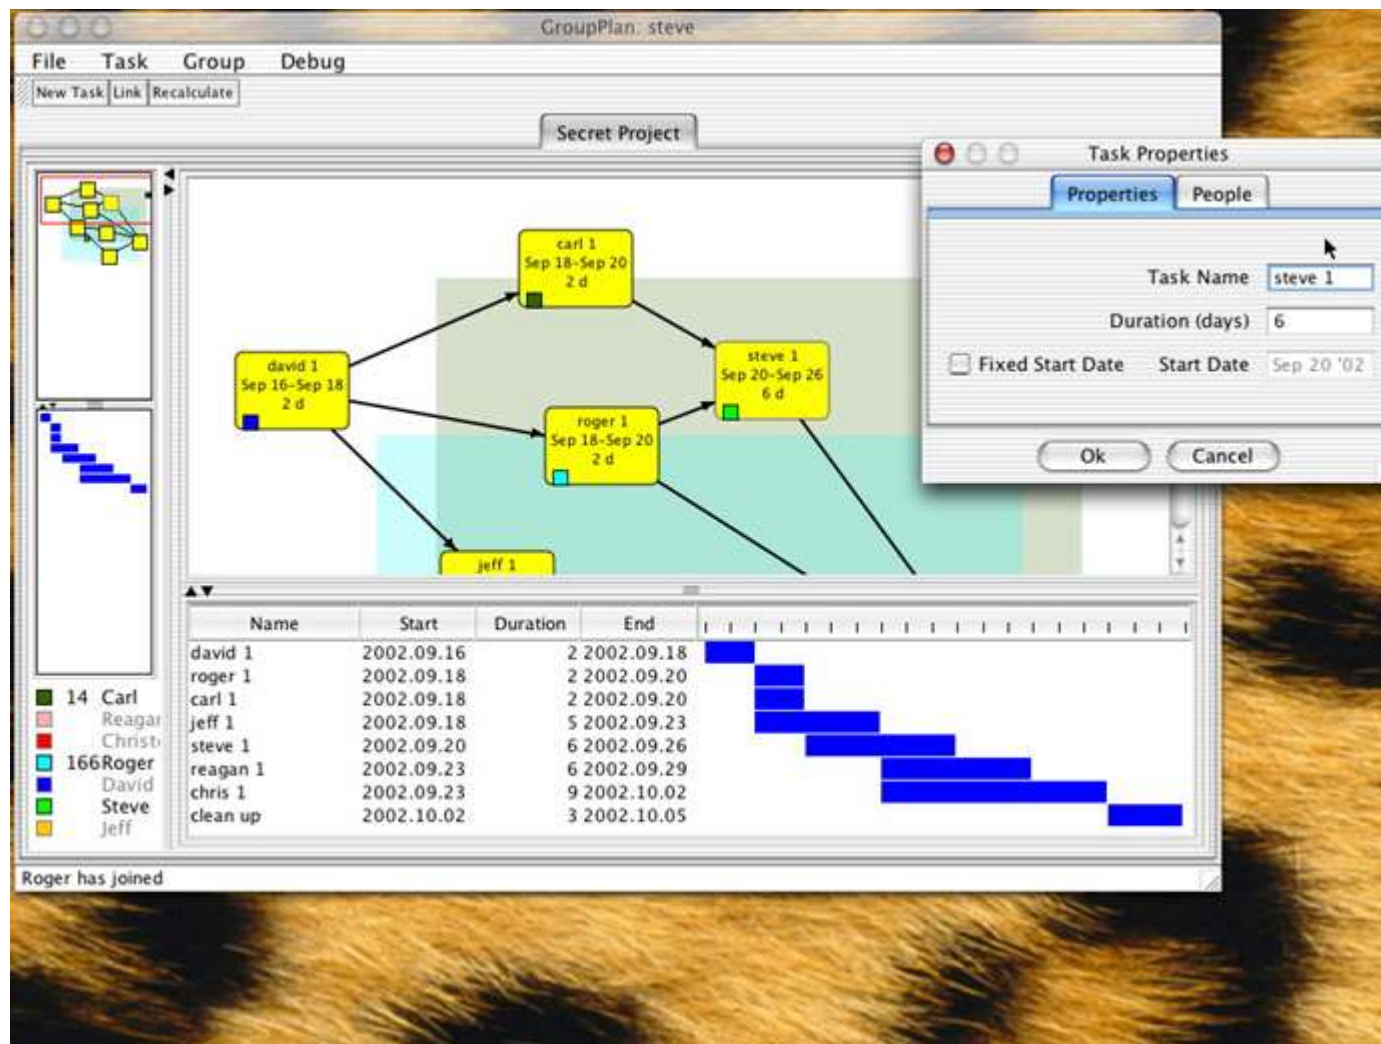 GroupPlan: steve
File Task Group Debug
New Task Link Recalculate
Secret Project
Task Properties
Properties People
Task Name steve 1
Duration (days) 6
Fixed Start Date Start Date Sep 20 '02
Ok Cancel
carl 1
Sep 18-Sep 20
2 d
david 1
Sep 16-Sep 18
2 d
steve 1
Sep 20-Sep 26
6 d
roger 1
Sep 18-Sep 20
2 d
jeff 1
Name Start Duration End
david 1 2002.09.16 2 2002.09.18
roger 1 2002.09.18 2 2002.09.20
carl 1 2002.09.18 2 2002.09.20
jeff 1 2002.09.18 5 2002.09.23
steve 1 2002.09.20 6 2002.09.26
reagan 1 2002.09.23 6 2002.09.29
chris 1 2002.09.23 9 2002.10.02
clean up 2002.10.02 3 2002.10.05
14 Carl
Reagan
Christ
166 Roger
David
Steve
Jeff
Roger has joined